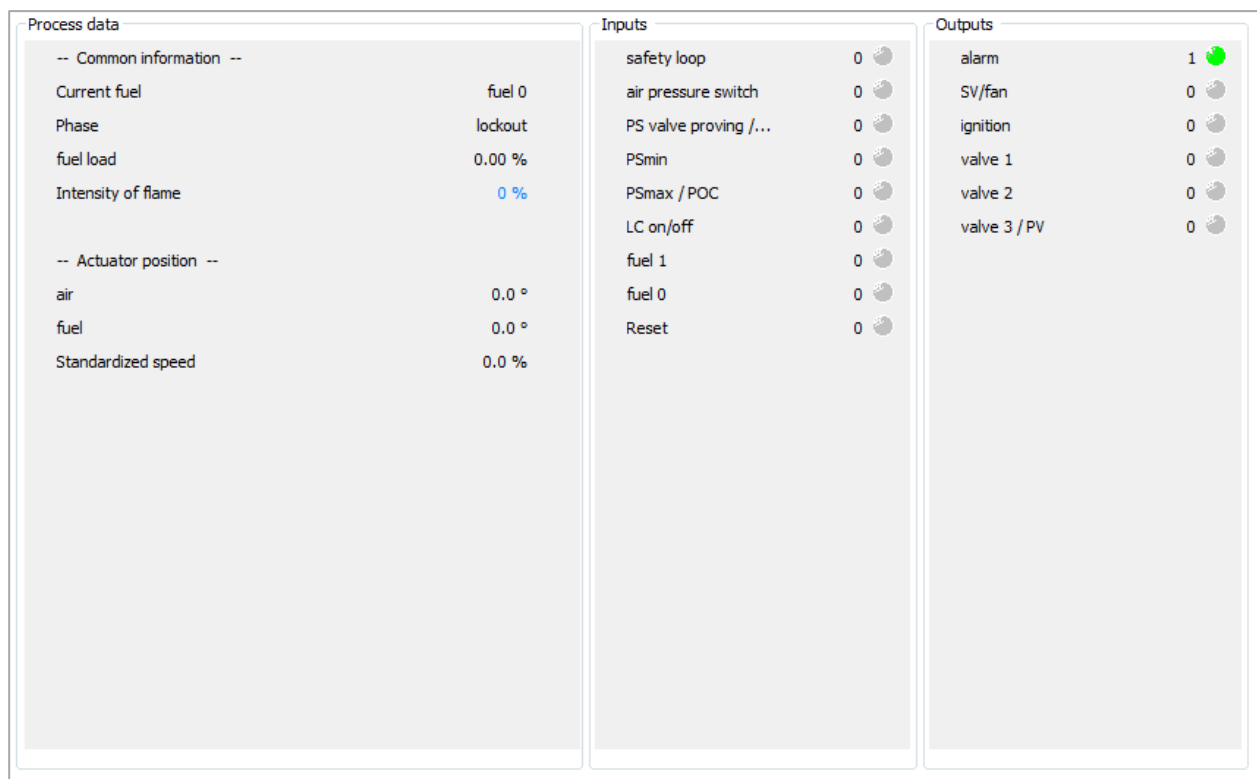 Process data
-- Common information --
Current fuel fuel 0
Phase lockout
fuel load 0.00 %
Intensity of flame 0 %
-- Actuator position --
air 0.0 °
fuel 0.0 °
Standardized speed 0.0 %
Inputs
safety loop 0
air pressure switch 0
PS valve proving /... 0
PSmin 0
PSmax / POC 0
LC on/off 0
fuel 1 0
fuel 0 0
Reset 0
Outputs
alarm 1
SV/fan 0
ignition 0
valve 1 0
valve 2 0
valve 3 / PV 0